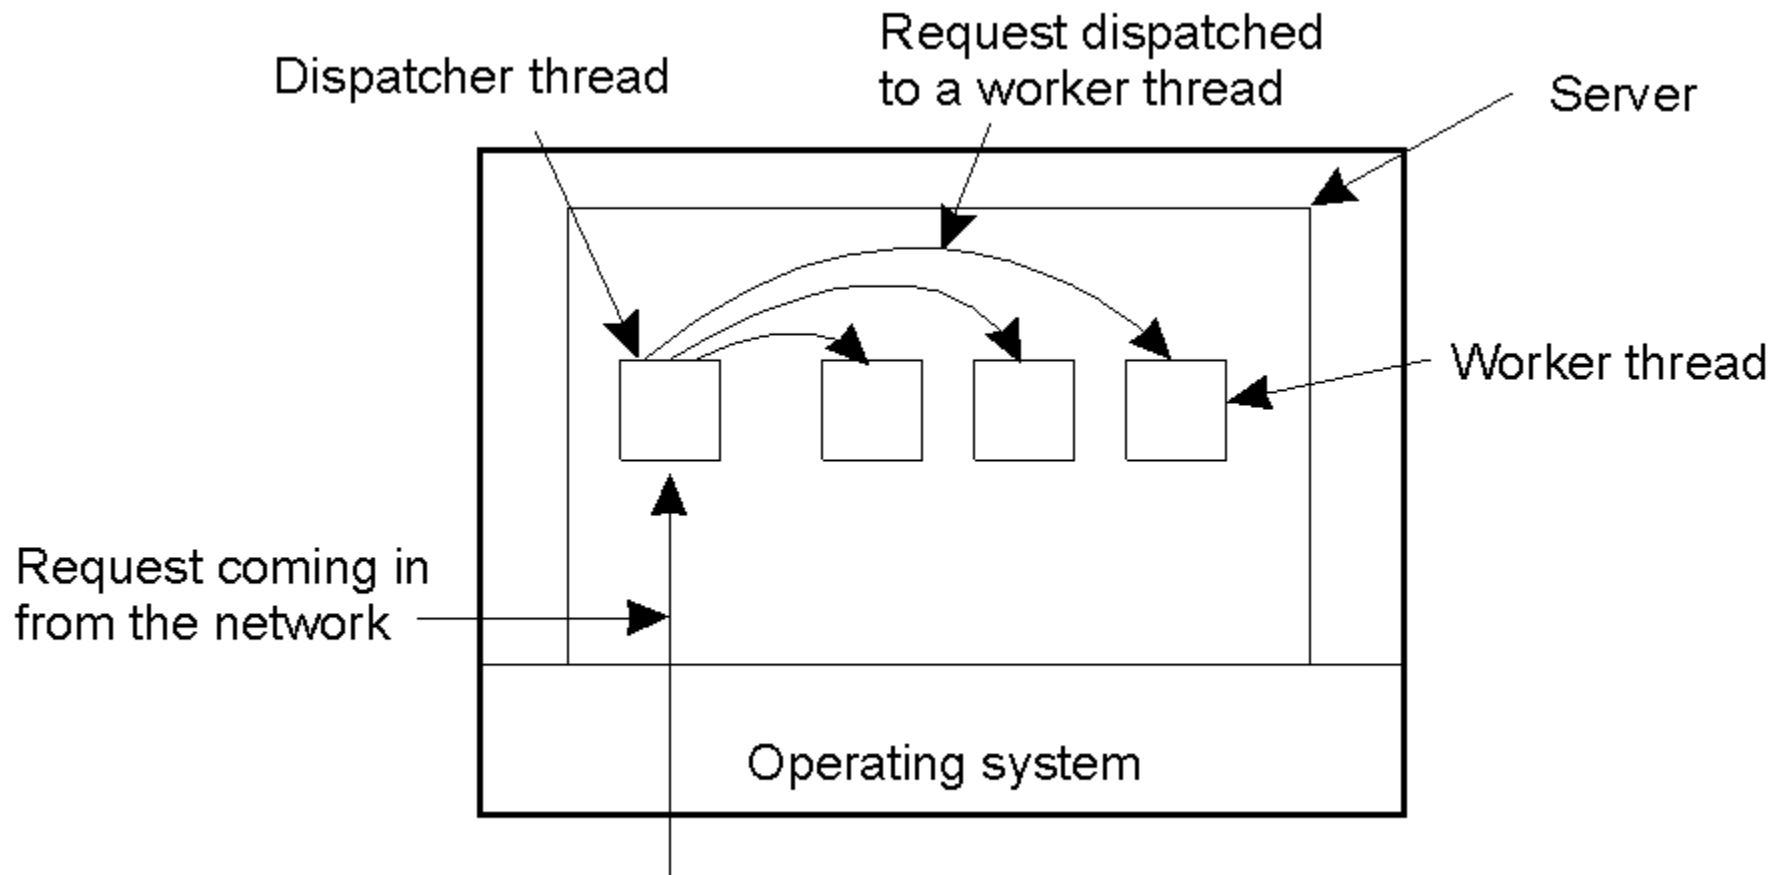 Request dispatched
to a worker thread
Dispatcher thread
Server
Worker thread
Request coming in
from the network
Operating system